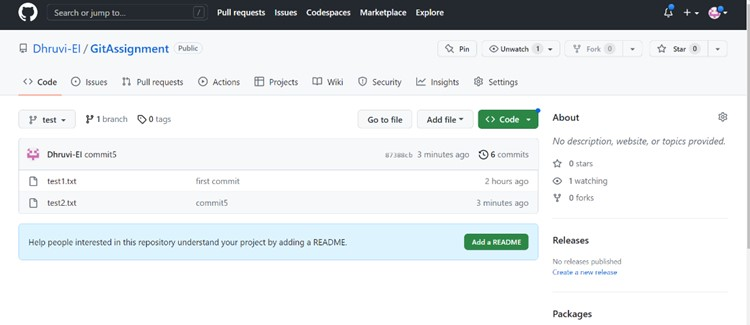 Search or jump to... / Pull requests Issues Codespaces Marketplace Explore
Dhruvi-EI / GitAssignment Public Pin Unwatch 1 Fork 0 Star 0
Code Issues Pull requests Actions Projects Wiki Security Insights Settings
test 1 branch 0 tags Go to file Add file Code
Dhruvi-EI commit5 3 minutes ago 6 commits
test1.txt first commit 2 hours ago
test2.txt commit5 3 minutes ago
Help people interested in this repository understand your project by adding a README. Add a README
About
No description, website, or topics provided.
0 stars
1 watching
0 forks
Releases
No releases published
Create a new release
Packages